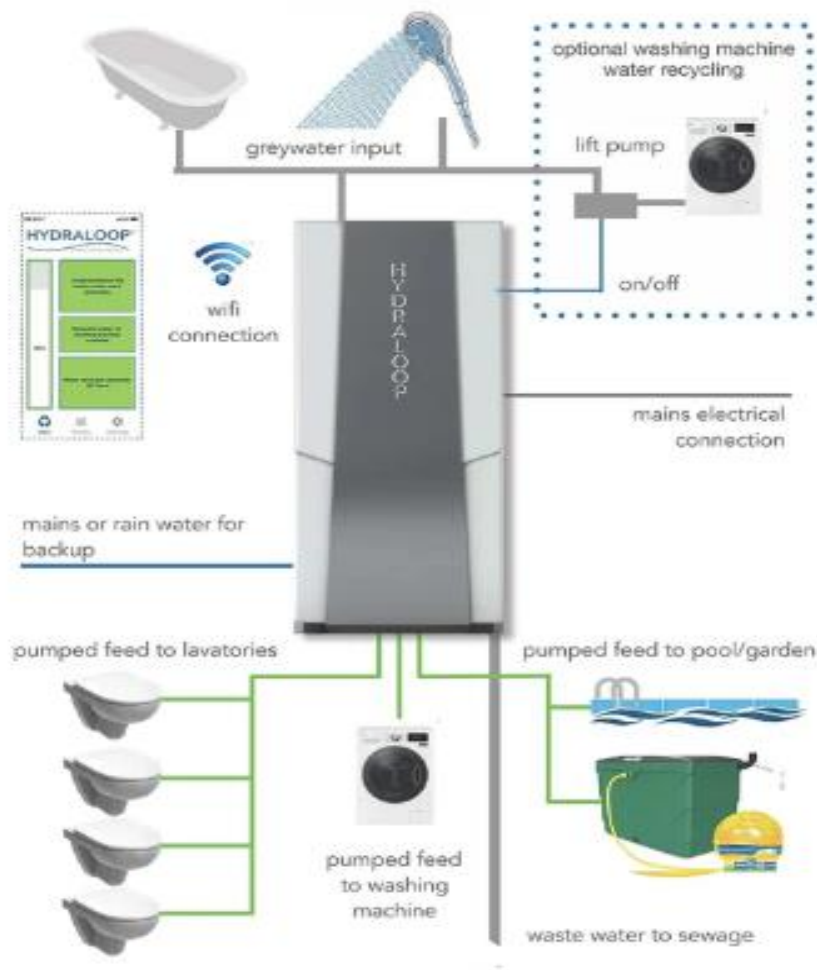 optional washing machine
water recycling
greywater input
lift pump
HYDRALOOP
wifi
connection
HYDRALOOP
on/off
mains electrical
connection
mains or rain water for
backup
pumped feed to lavatories
pumped feed to pool/garden
pumped feed
to washing
machine
waste water to sewage